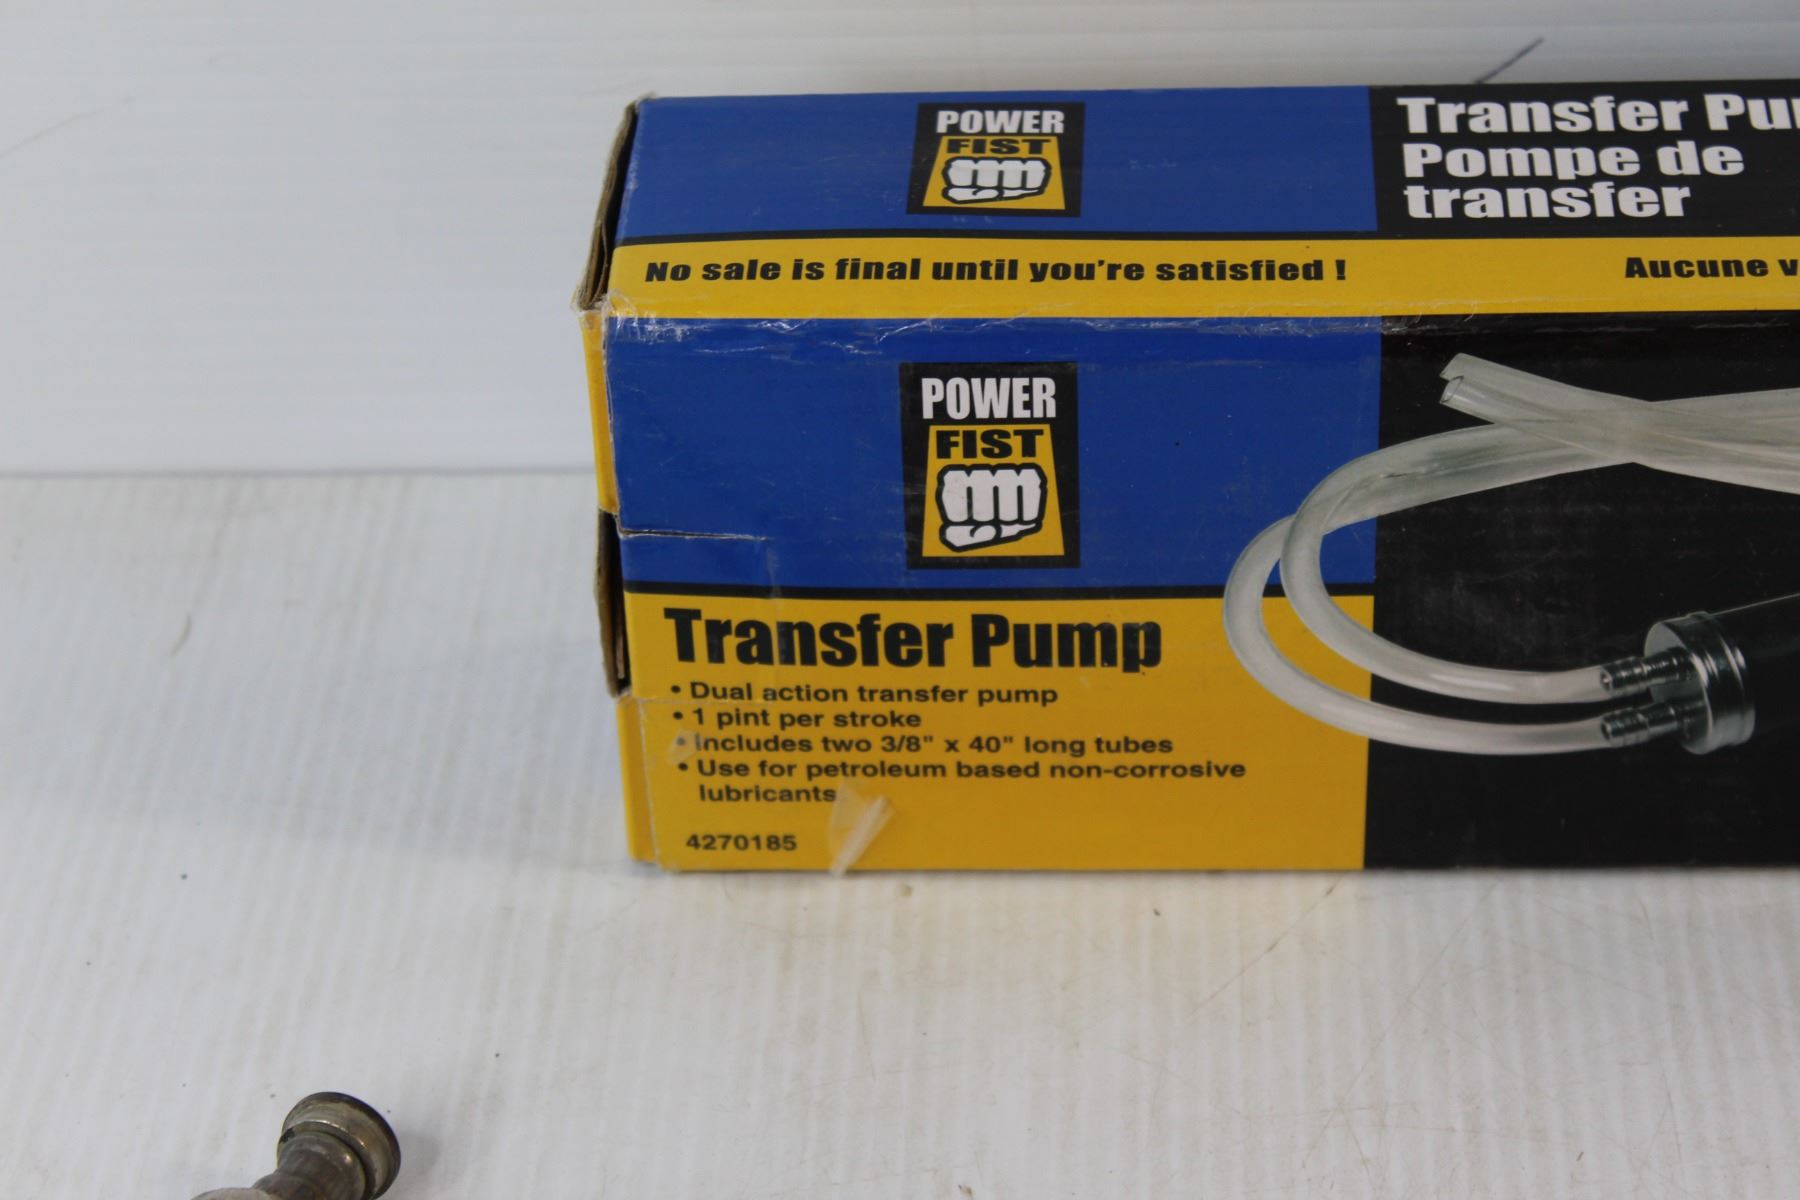 POWER
FIST
Transfer
Pompe de
transfer
No sale is final until you're satisfied !
Aucune
POWER
FIST
Transfer Pump
• Dual action transfer pump
• 1 pint per stroke
• Includes two 3/8" x 40" long tubes
• Use for petroleum based non-corrosive
lubricants
4270185